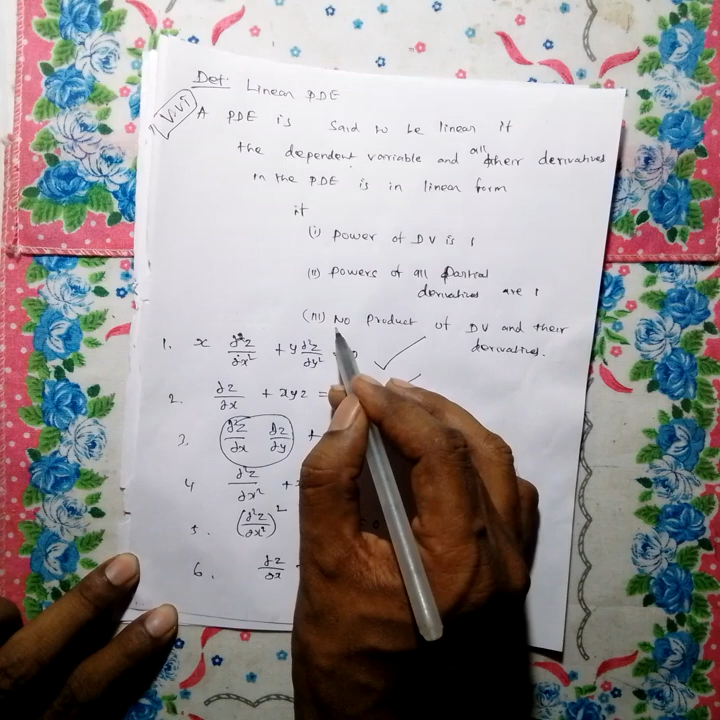 Def. Linear PDE
V.V.I
A PDE is said to be linear if
the dependent variable and all their derivatives
in the PDE is in linear form
if
(i) power of DV is 1
(ii) powers of all partial
derivatives are 1
(iii) No product of DV and their
derivatives.
1. x ∂²z/∂x² + y ∂²z/∂y² = 0
2. ∂z/∂x + xyz =
3. ∂²z/∂x ∂z/∂y +
4 ∂²z/∂x² +
5. (∂²z/∂x²)² = 0
6. ∂z/∂x